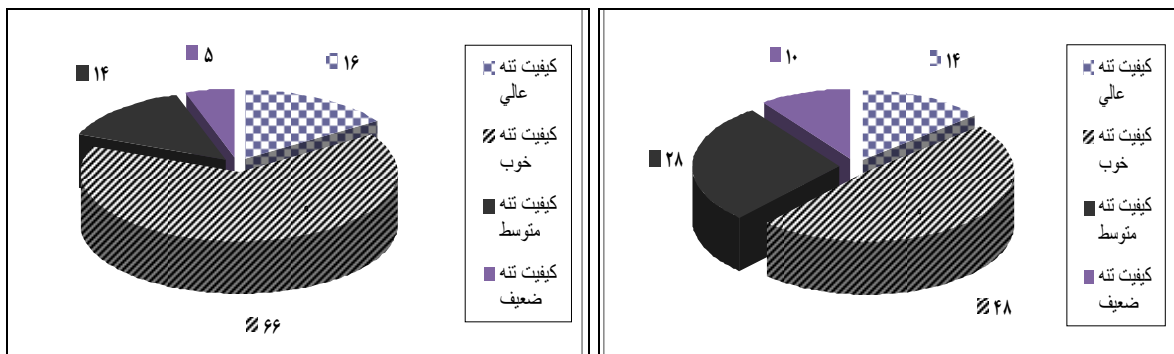 ۱۶
۵
۱۴
۶۶
کیفیت تنه
عالي
کیفیت تنه
خوب
کیفیت تنه
متوسط
کیفیت تنه
ضعیف
۱۴
۱۰
۲۸
۴۸
کیفیت تنه
عالي
کیفیت تنه
خوب
کیفیت تنه
متوسط
کیفیت تنه
ضعیف